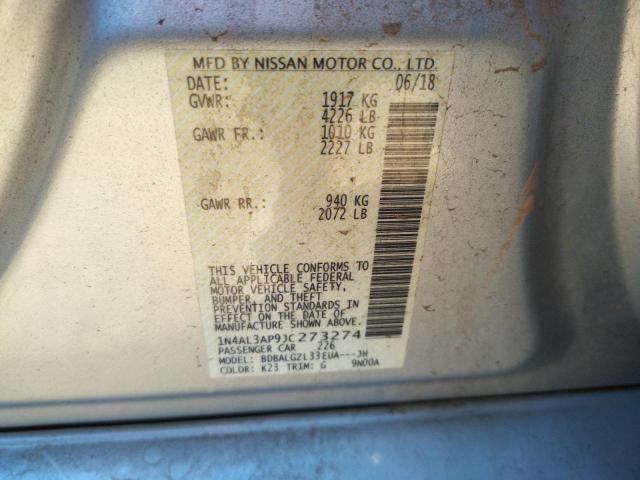 MFD BY NISSAN MOTOR CO., LTD.
DATE: 06/18
GVWR: 1917 KG
4226 LB
GAWR FR.: 1010 KG
2227 LB
GAWR RR.: 940 KG
2072 LB
THIS VEHICLE CONFORMS TO
ALL APPLICABLE FEDERAL
MOTOR VEHICLE SAFETY,
BUMPER, AND THEFT
PREVENTION STANDARDS IN
EFFECT ON THE DATE OF
MANUFACTURE SHOWN ABOVE.
1N4AL3AP9JC273274
PASSENGER CAR 226
MODEL: BDBALGZL33EUA---JH
COLOR: K23 TRIM: G 9N00A